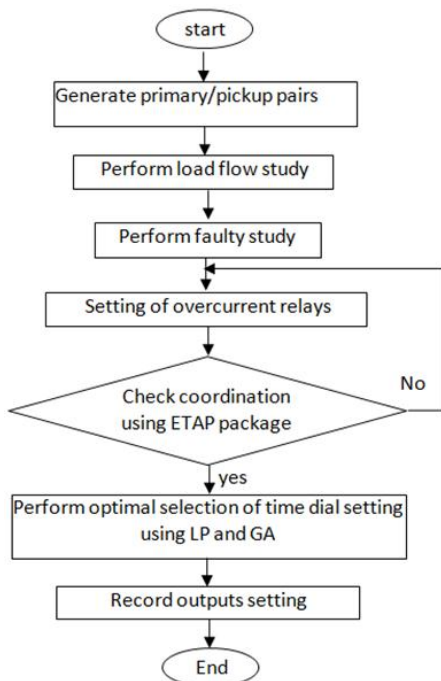 start
Generate primary/pickup pairs
Perform load flow study
Perform faulty study
Setting of overcurrent relays
Check coordination
using ETAP package
No
yes
Perform optimal selection of time dial setting
using LP and GA
Record outputs setting
End